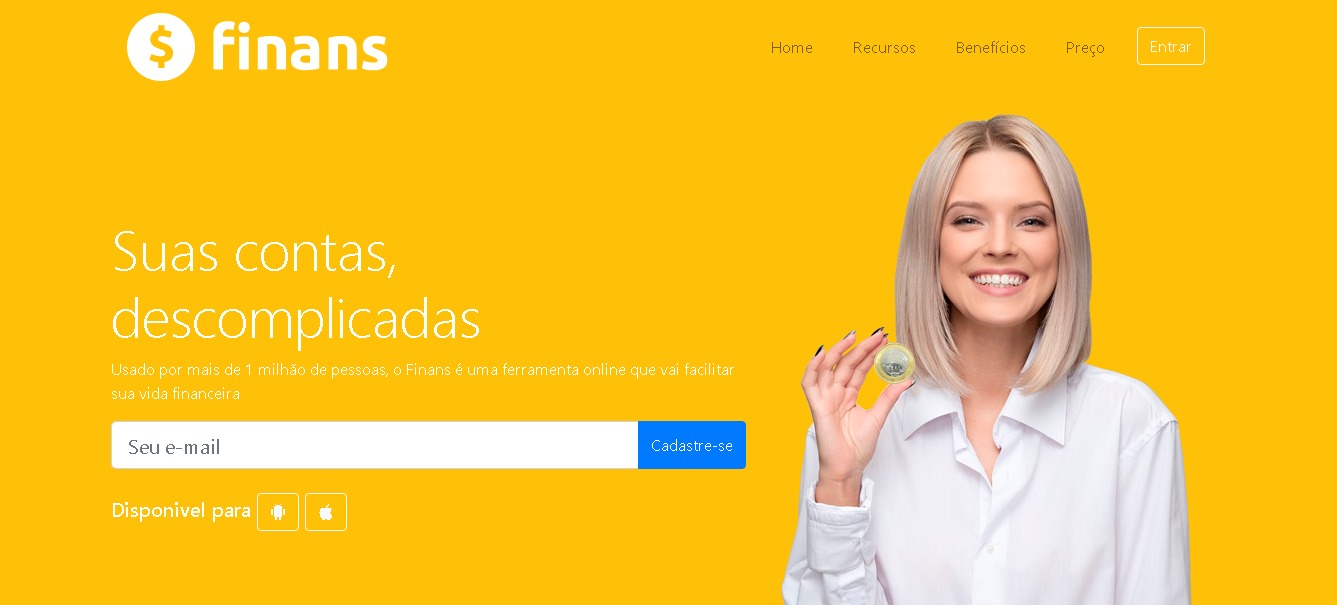 $ finans
Home Recursos Benefícios Preço Entrar
Suas contas,
descomplicadas
Usado por mais de 1 milhão de pessoas, o Finans é uma ferramenta online que vai facilitar
sua vida financeira
Seu e-mail Cadastre-se
Disponivel para